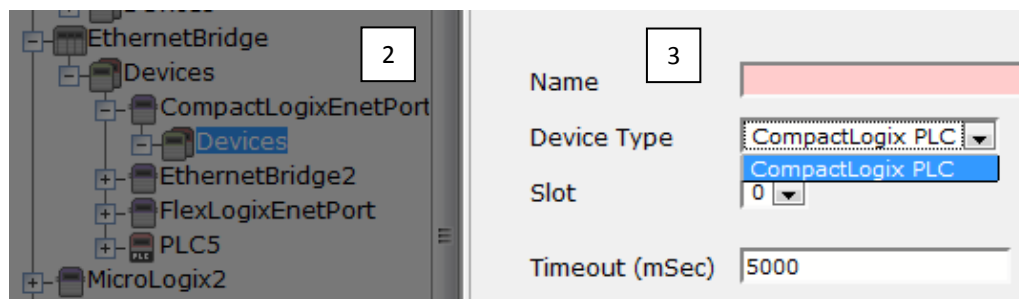 Devices
EthernetBridge
2
Devices
CompactLogixEnetPort
Devices
EthernetBridge2
FlexLogixEnetPort
PLC5
MicroLogix2
3
Name
Device Type
CompactLogix PLC
CompactLogix PLC
Slot
0
Timeout (mSec)
5000